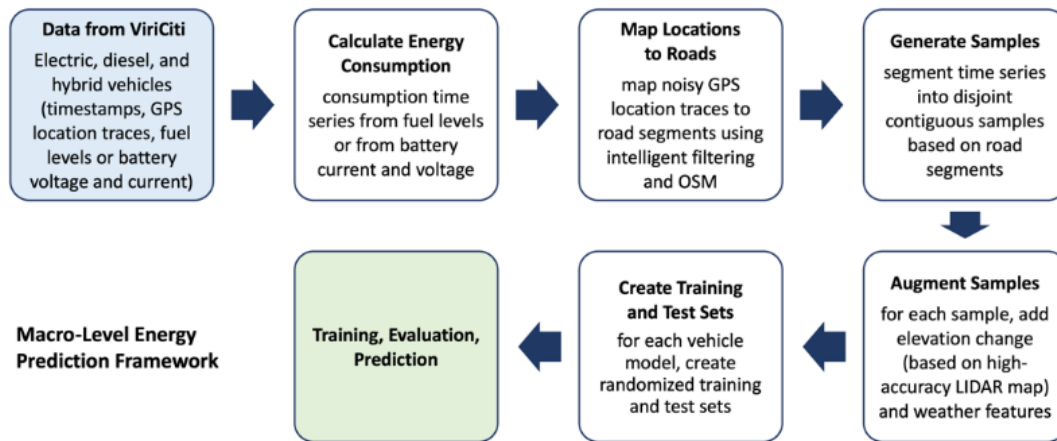 Data from ViriCiti
Electric, diesel, and
hybrid vehicles
(timestamps, GPS
location traces, fuel
levels or battery
voltage and current)
Calculate Energy
Consumption
consumption time
series from fuel levels
or from battery
current and voltage
Map Locations
to Roads
map noisy GPS
location traces to
road segments using
intelligent filtering
and OSM
Generate Samples
segment time series
into disjoint
contiguous samples
based on road
segments
Augment Samples
for each sample, add
elevation change
(based on high-
accuracy LIDAR map)
and weather features
Create Training
and Test Sets
for each vehicle
model, create
randomized training
and test sets
Training, Evaluation,
Prediction
Macro-Level Energy
Prediction Framework